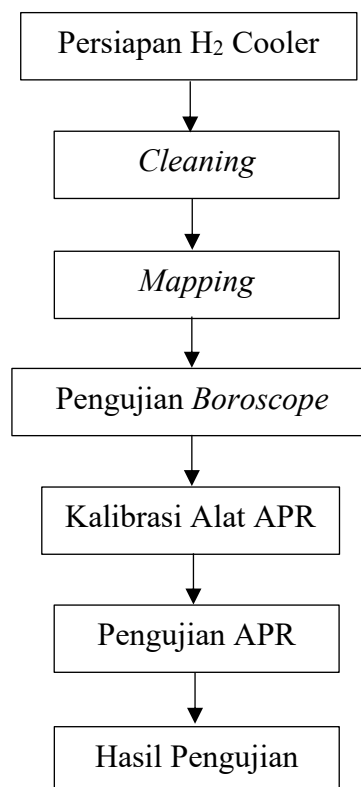 Persiapan H₂ Cooler
Cleaning
Mapping
Pengujian Boroscope
Kalibrasi Alat APR
Pengujian APR
Hasil Pengujian